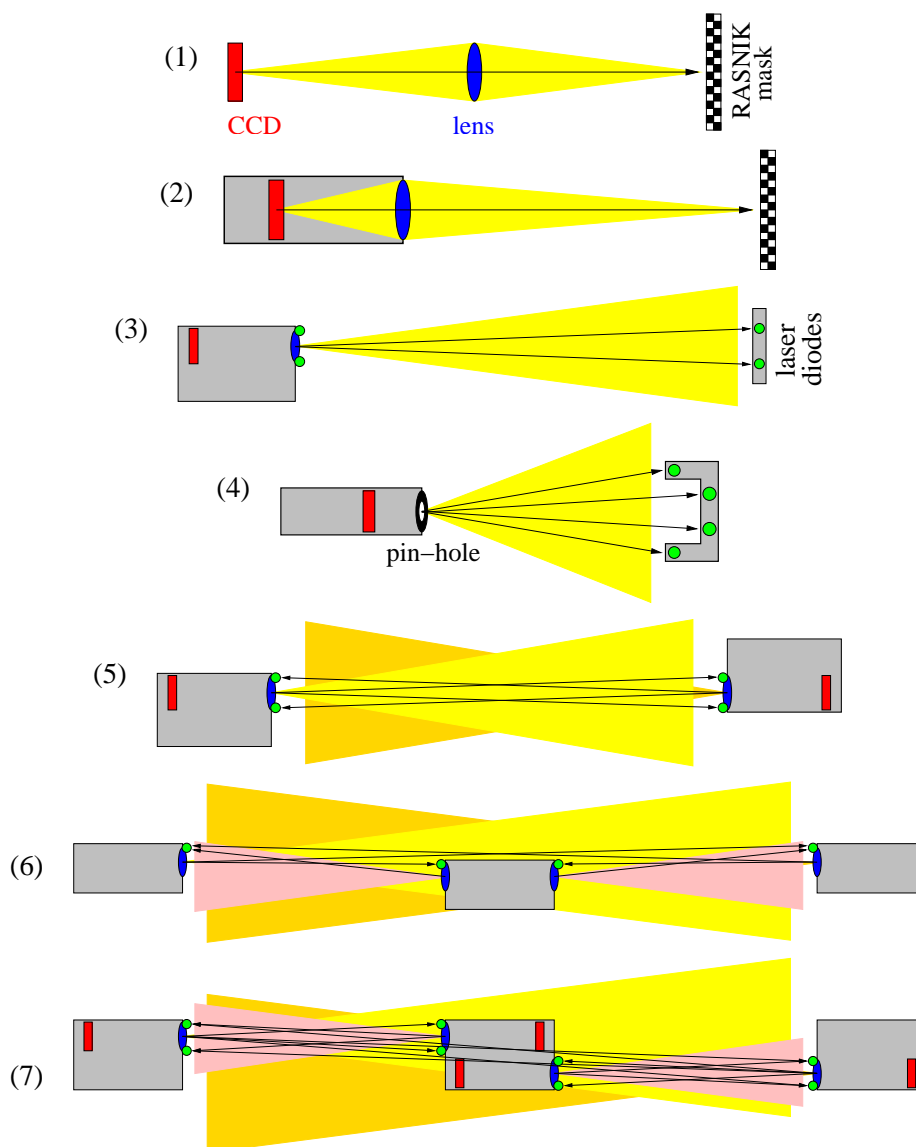 (1)
CCD
lens
RASNIK
mask
(2)
(3)
laser
diodes
(4)
pin−hole
(5)
(6)
(7)